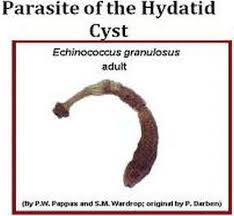 Parasite of the Hydatid
Cyst
Echinococcus granulosus
adult
(By P.W. Pappas and S.M. Wardrop; original by P. Darben)